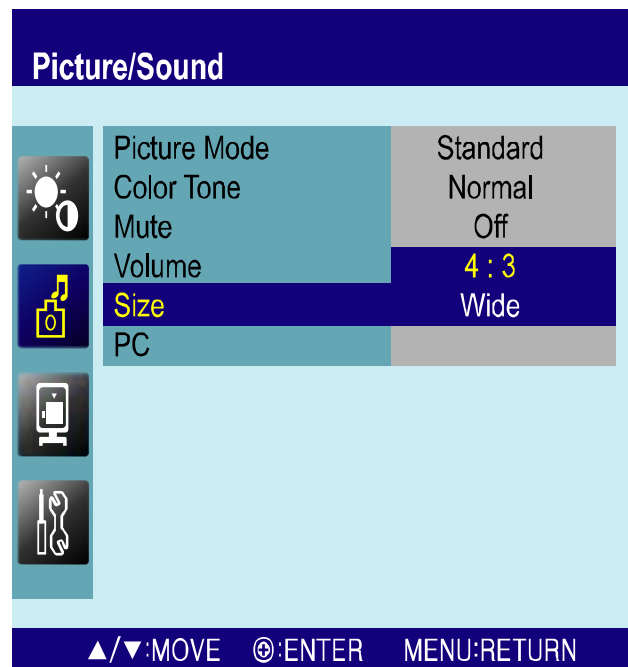 Picture/Sound
Picture Mode Standard
Color Tone Normal
Mute Off
Volume 4 : 3
Size Wide
PC
▲/▼:MOVE ⊕:ENTER MENU:RETURN